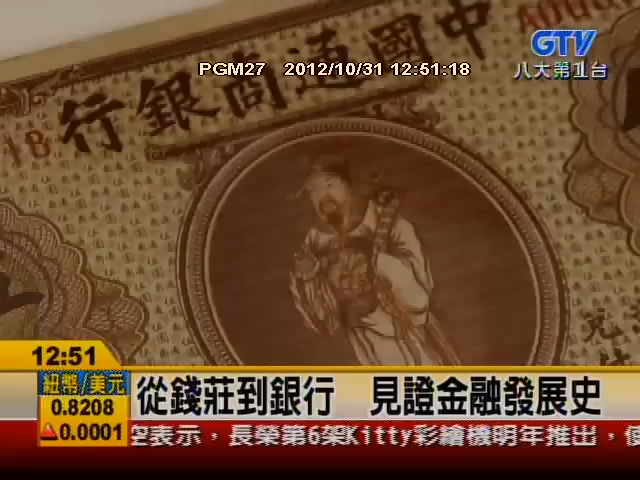 PGM27 2012/10/31 12:51:18
GTV
八大第1台
行銀商通國中
18
12:51
紐幣/美元
0.8208
▲0.0001
從錢莊到銀行 見證金融發展史
空表示，長榮第6架Kitty彩繪機明年推出，使